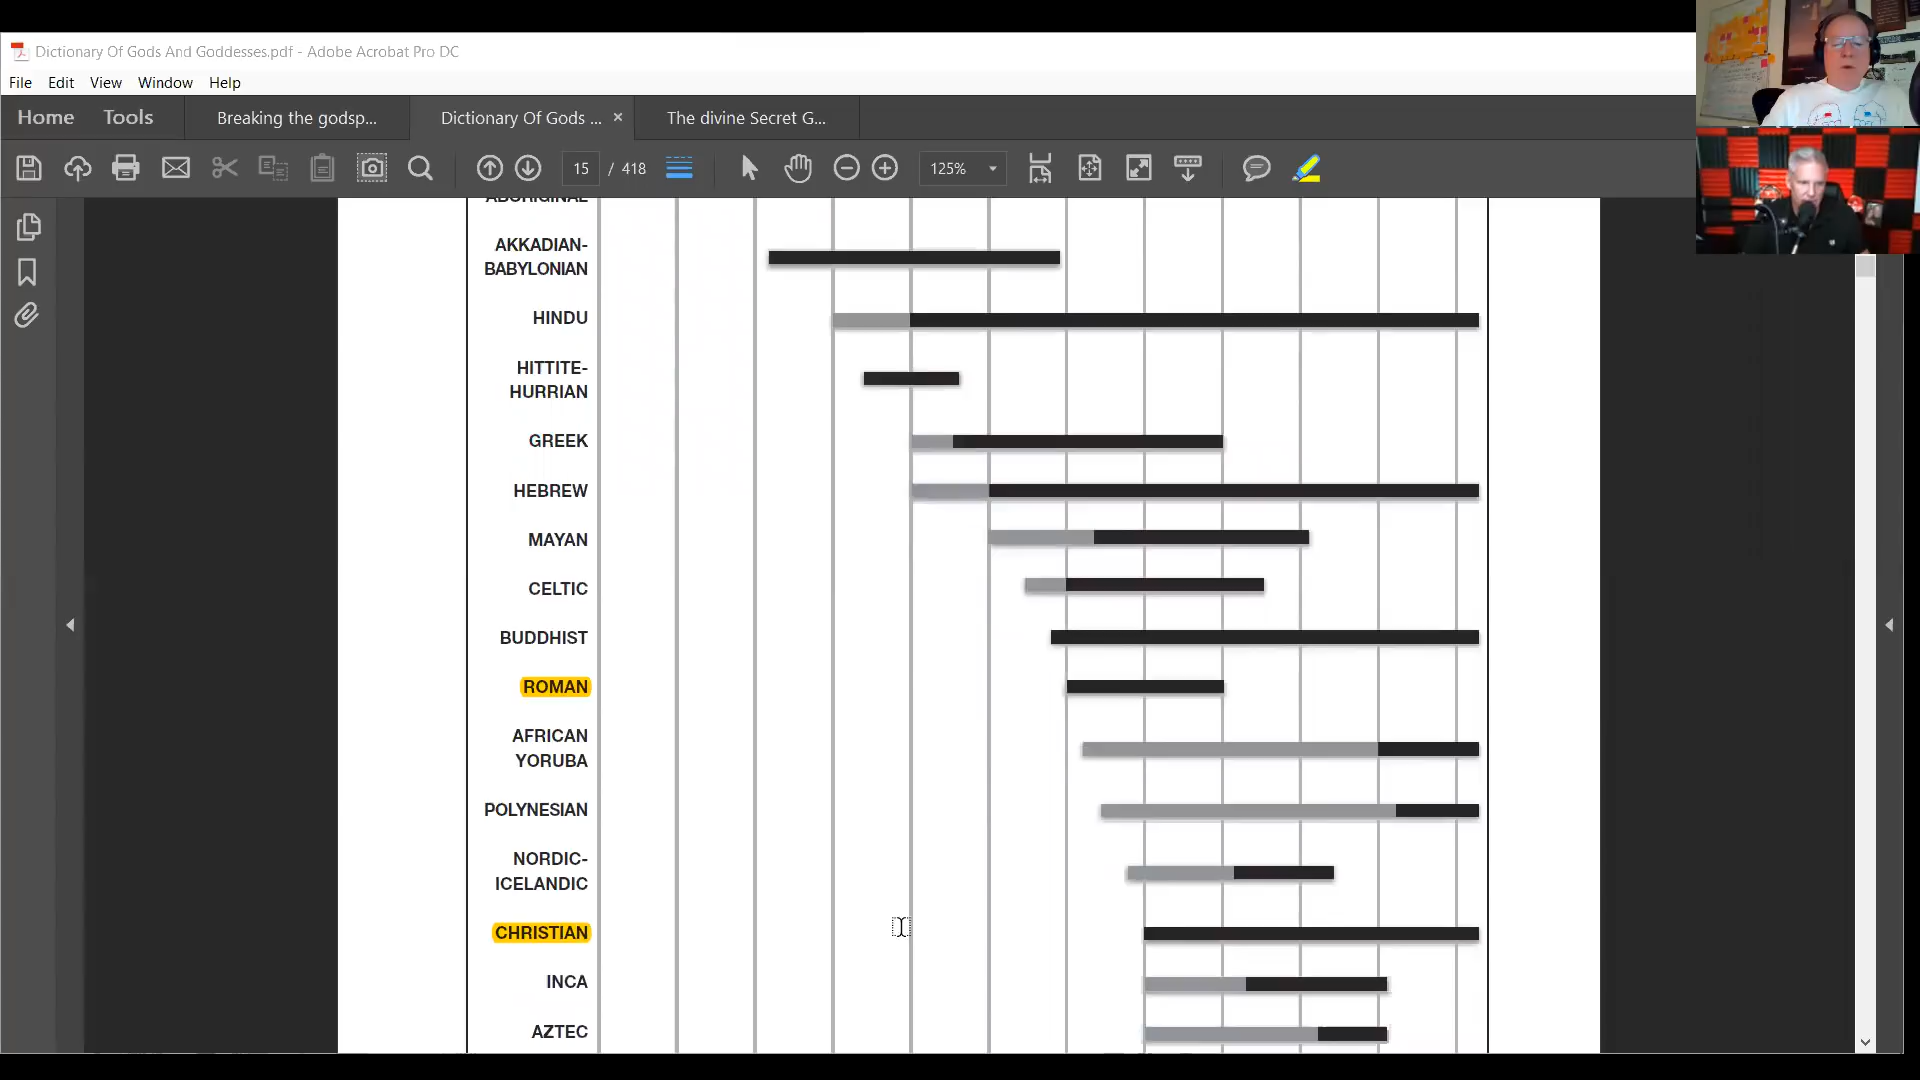 Dictionary Of Gods And Goddesses.pdf - Adobe Acrobat Pro DC
File Edit View Window Help
Home Tools Breaking the godsp... Dictionary Of Gods ... × The divine Secret G...
15 / 418 125%
ABORIGINAL
AKKADIAN-
BABYLONIAN
HINDU
HITTITE-
HURRIAN
GREEK
HEBREW
MAYAN
CELTIC
BUDDHIST
ROMAN
AFRICAN
YORUBA
POLYNESIAN
NORDIC-
ICELANDIC
CHRISTIAN
INCA
AZTEC